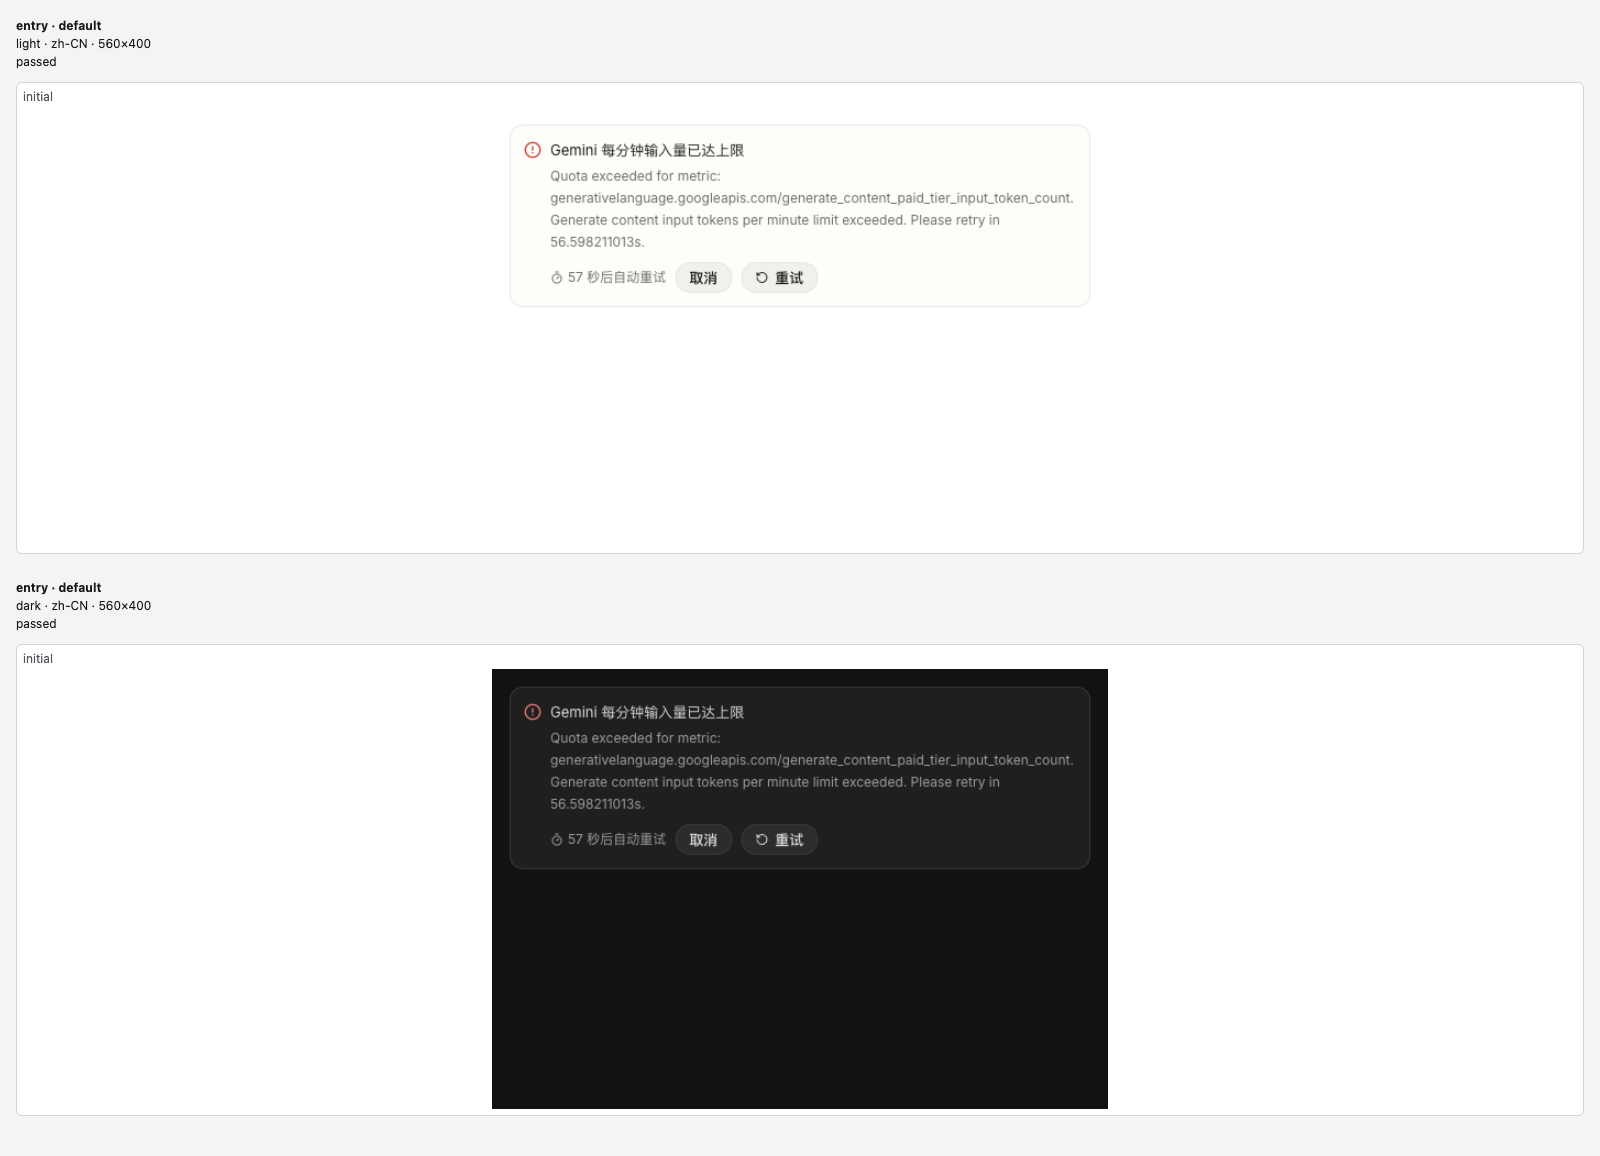 entry · default
light · zh-CN · 560×400
passed
initial
Gemini 每分钟输入量已达上限
Quota exceeded for metric:
generativelanguage.googleapis.com/generate_content_paid_tier_input_token_count.
Generate content input tokens per minute limit exceeded. Please retry in
56.598211013s.
57 秒后自动重试 取消 重试
entry · default
dark · zh-CN · 560×400
passed
initial
Gemini 每分钟输入量已达上限
Quota exceeded for metric:
generativelanguage.googleapis.com/generate_content_paid_tier_input_token_count.
Generate content input tokens per minute limit exceeded. Please retry in
56.598211013s.
57 秒后自动重试 取消 重试